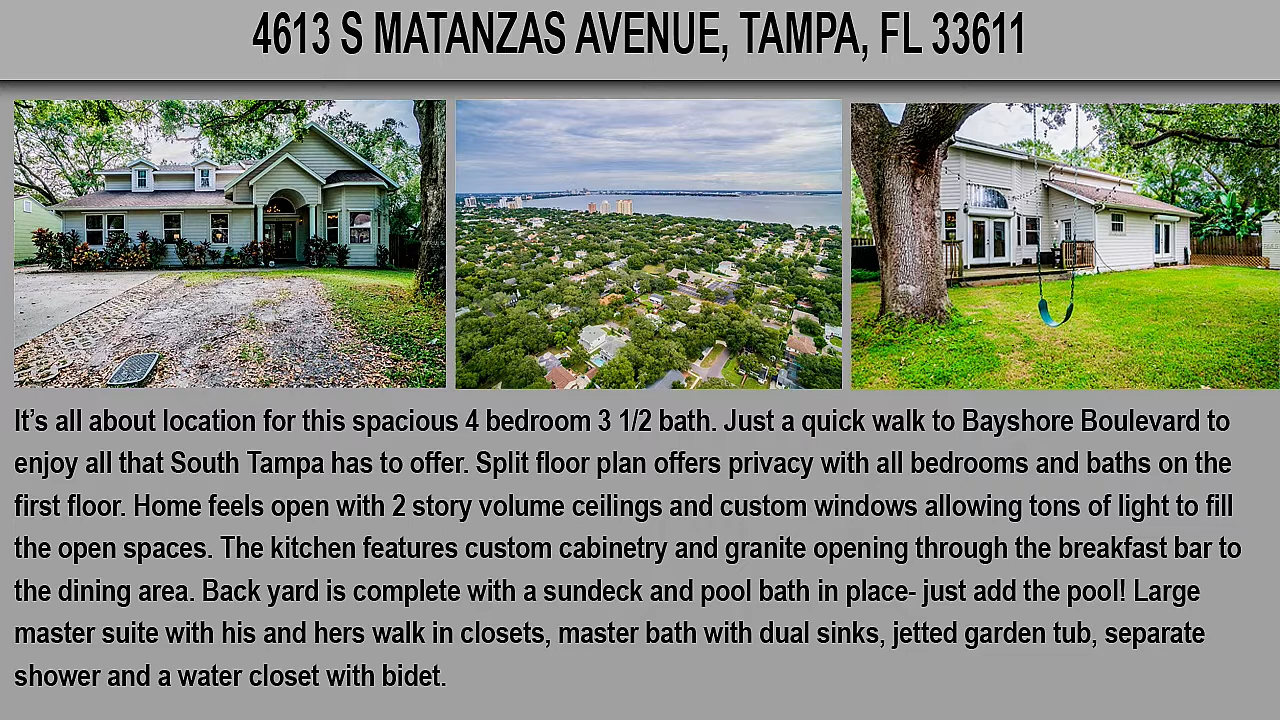 4613 S MATANZAS AVENUE, TAMPA, FL 33611
It's all about location for this spacious 4 bedroom 3 1/2 bath. Just a quick walk to Bayshore Boulevard to
enjoy all that South Tampa has to offer. Split floor plan offers privacy with all bedrooms and baths on the
first floor. Home feels open with 2 story volume ceilings and custom windows allowing tons of light to fill
the open spaces. The kitchen features custom cabinetry and granite opening through the breakfast bar to
the dining area. Back yard is complete with a sundeck and pool bath in place- just add the pool! Large
master suite with his and hers walk in closets, master bath with dual sinks, jetted garden tub, separate
shower and a water closet with bidet.